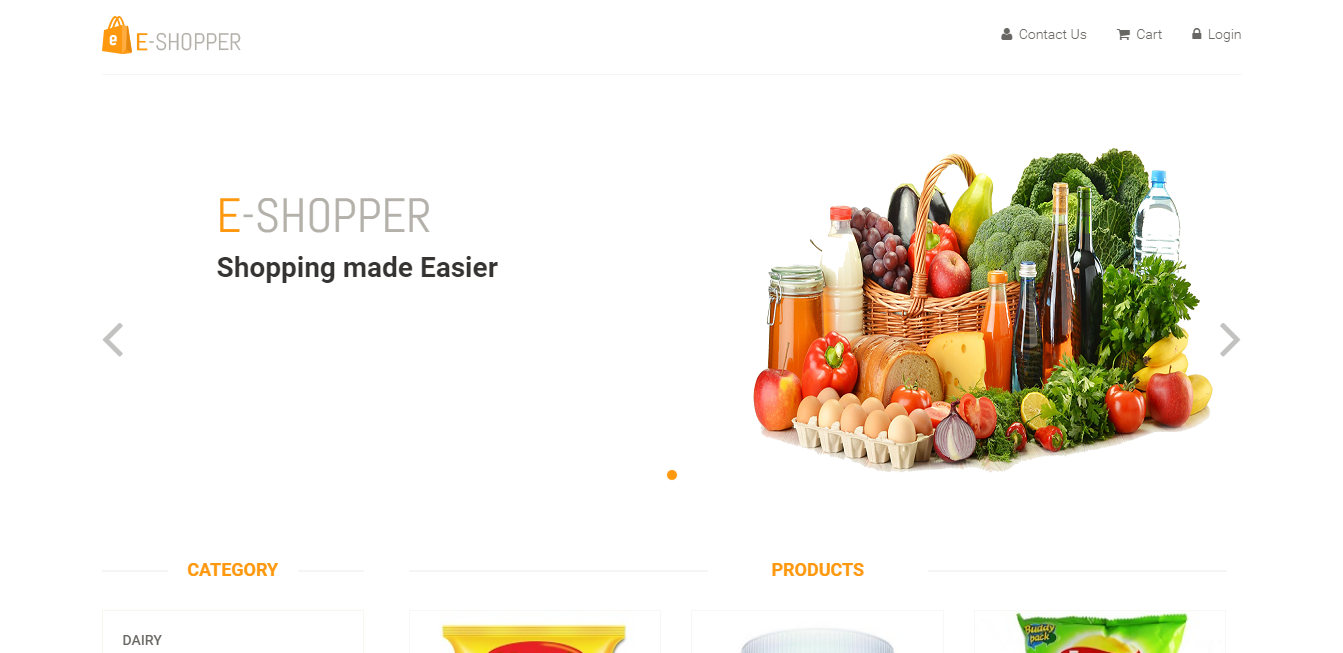 e E-SHOPPER
Contact Us
Cart
Login
E-SHOPPER
Shopping made Easier
CATEGORY
PRODUCTS
DAIRY
Buddy
pack